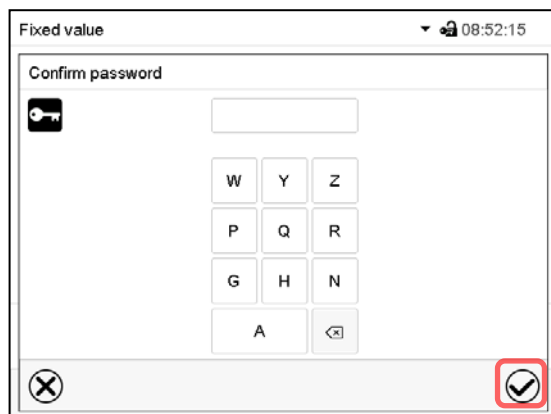 Fixed value 08:52:15
Confirm password
W Y Z
P Q R
G H N
A